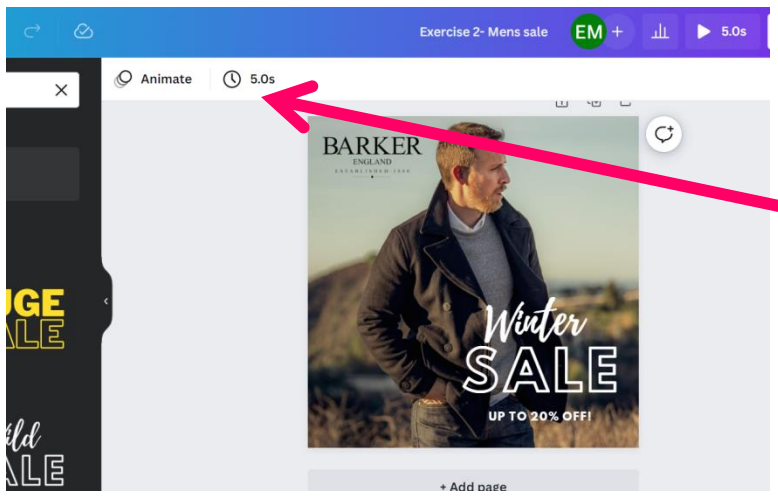 Exercise 2- Mens sale
EM
+
5.0s
Animate
5.0s
BARKER
ENGLAND
ESTABLISHED 1880
UGE
ALE
Winter
SALE
UP TO 20% OFF!
ild
ALE
+ Add page